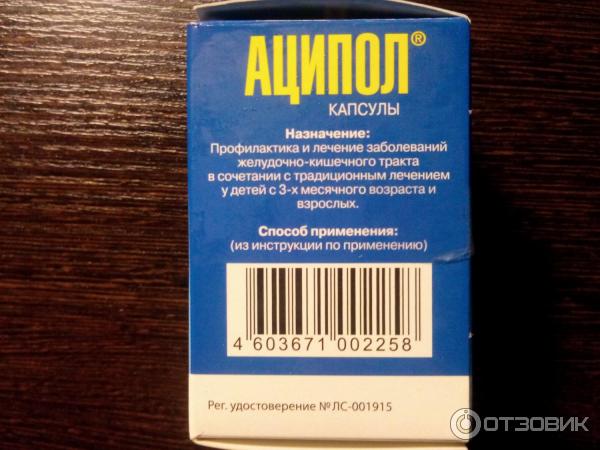 АЦИПОЛ®
КАПСУЛЫ
Назначение:
Профилактика и лечение заболеваний
желудочно-кишечного тракта
в сочетании с традиционным лечением
у детей с 3-х месячного возраста и
взрослых.
Способ применения:
(из инструкции по применению)
4 603671 002258
Рег. удостоверение №ЛС-001915
ОТЗОВИК